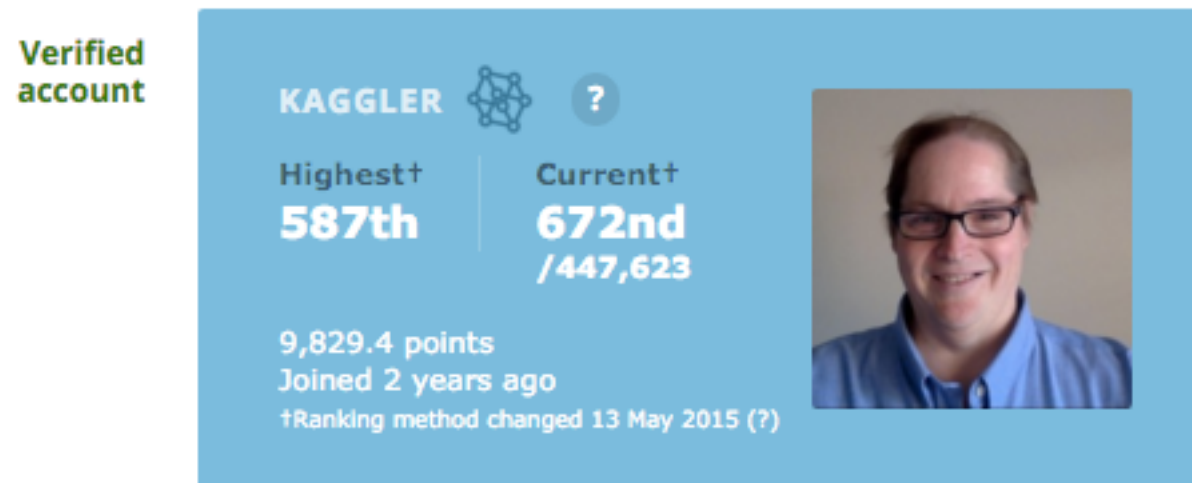 Verified
account
KAGGLER ?
Highest† Current†
587th 672nd
/447,623
9,829.4 points
Joined 2 years ago
†Ranking method changed 13 May 2015 (?)